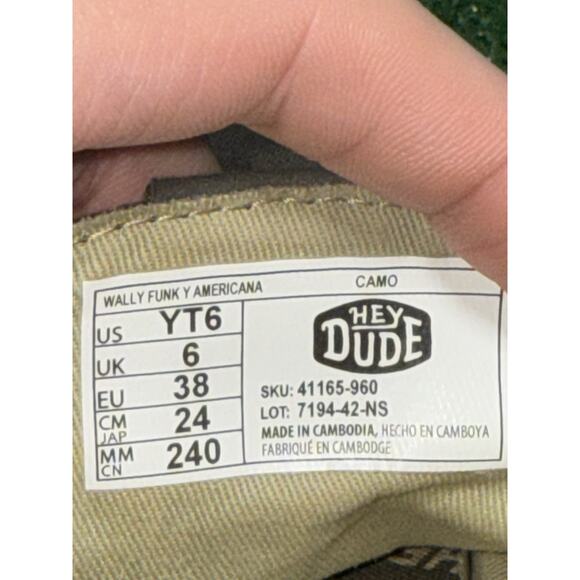 WALLY FUNK Y AMERICANA CAMO
US YT6
UK 6
EU 38
CM JAP 24
MM CN 240
HEY DUDE
SKU: 41165-960
LOT: 7194-42-NS
MADE IN CAMBODIA, HECHO EN CAMBOYA
FABRIQUÉ EN CAMBODGE